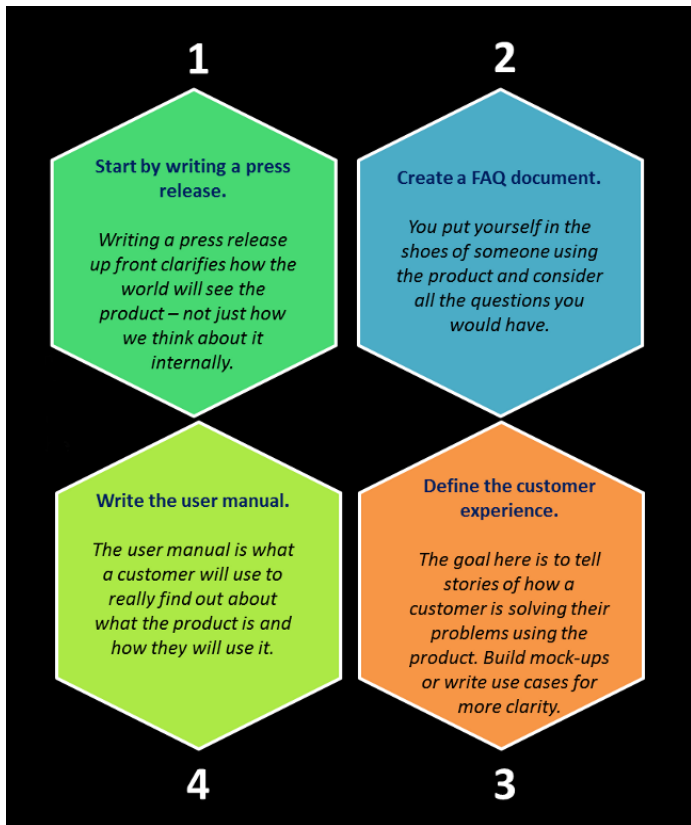 1
Start by writing a press
release.
Writing a press release
up front clarifies how the
world will see the
product – not just how
we think about it
internally.
2
Create a FAQ document.
You put yourself in the
shoes of someone using
the product and consider
all the questions you
would have.
Define the customer
experience.
The goal here is to tell
stories of how a
customer is solving their
problems using the
product. Build mock-ups
or write use cases for
more clarity.
3
Write the user manual.
The user manual is what
a customer will use to
really find out about
what the product is and
how they will use it.
4